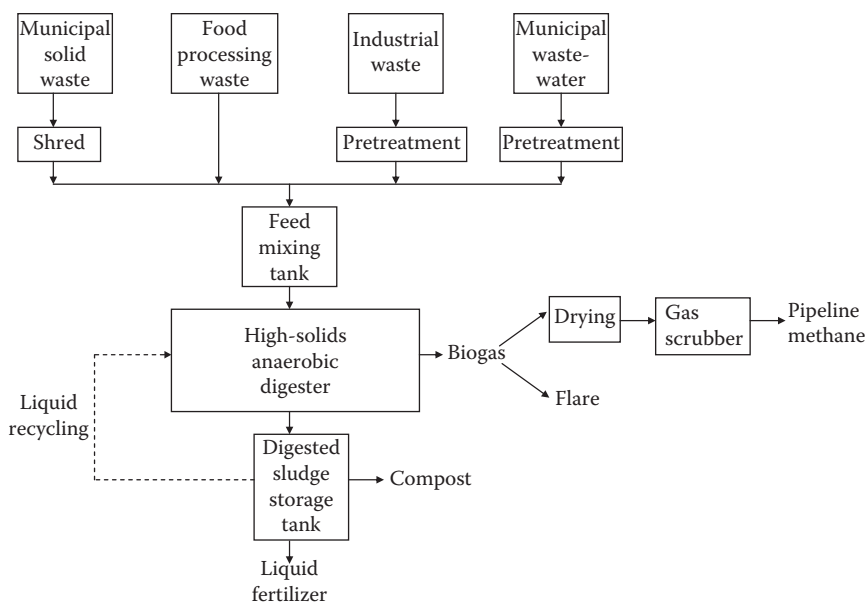 Municipal
solid
waste
Food
processing
waste
Industrial
waste
Municipal
waste-
water
Shred
Pretreatment
Pretreatment
Feed
mixing
tank
High-solids
anaerobic
digester
Biogas
Drying
Gas
scrubber
Pipeline
methane
Flare
Liquid
recycling
Digested
sludge
storage
tank
Compost
Liquid
fertilizer